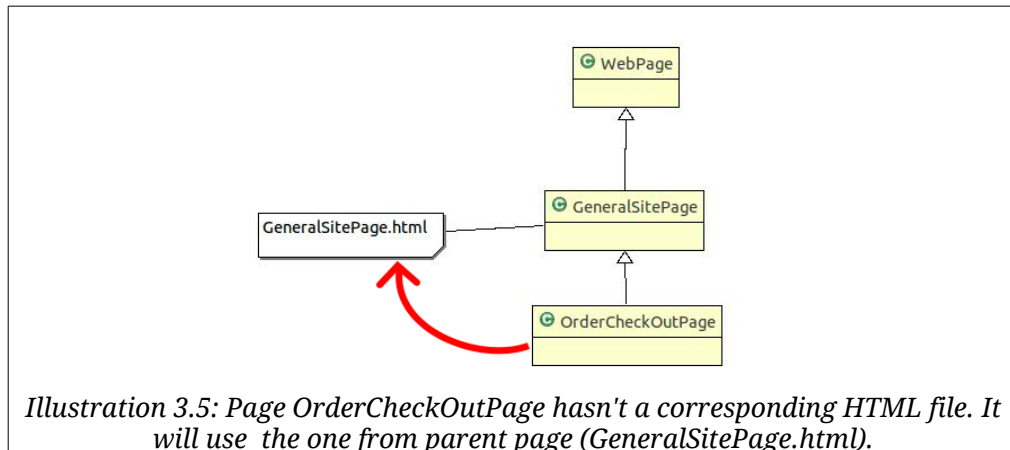 WebPage
GeneralSitePage
GeneralSitePage.html
OrderCheckOutPage
Illustration 3.5: Page OrderCheckOutPage hasn't a corresponding HTML file. It
will use  the one from parent page (GeneralSitePage.html).